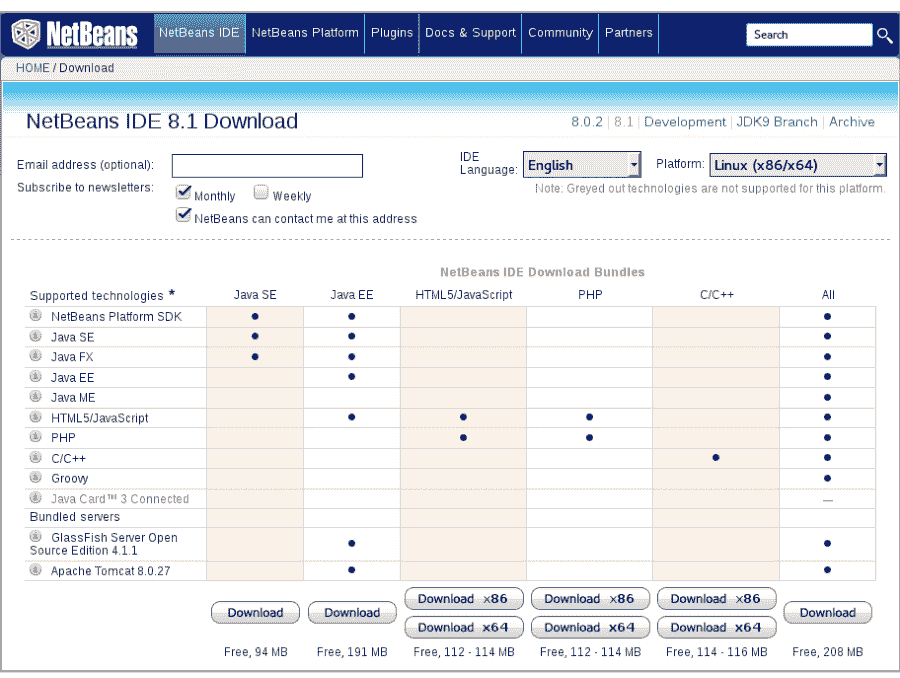 NetBeans
NetBeans IDE NetBeans Platform Plugins Docs & Support Community Partners Search
HOME / Download
NetBeans IDE 8.1 Download
8.0.2 | 8.1 | Development | JDK9 Branch | Archive
Email address (optional):
IDE Language: English Platform: Linux (x86/x64)
Subscribe to newsletters:
Monthly Weekly
Note: Greyed out technologies are not supported for this platform.
NetBeans can contact me at this address
NetBeans IDE Download Bundles
Supported technologies * Java SE Java EE HTML5/JavaScript PHP C/C++ All
NetBeans Platform SDK • • •
Java SE • • •
Java FX • • •
Java EE • •
Java ME •
HTML5/JavaScript • • • •
PHP • • •
C/C++ • •
Groovy •
Java Card™ 3 Connected —
Bundled servers
GlassFish Server Open
Source Edition 4.1.1 • •
Apache Tomcat 8.0.27 • •
Download Download Download x86 Download x86 Download x86 Download
Download x64 Download x64 Download x64
Free, 94 MB Free, 191 MB Free, 112 - 114 MB Free, 112 - 114 MB Free, 114 - 116 MB Free, 208 MB